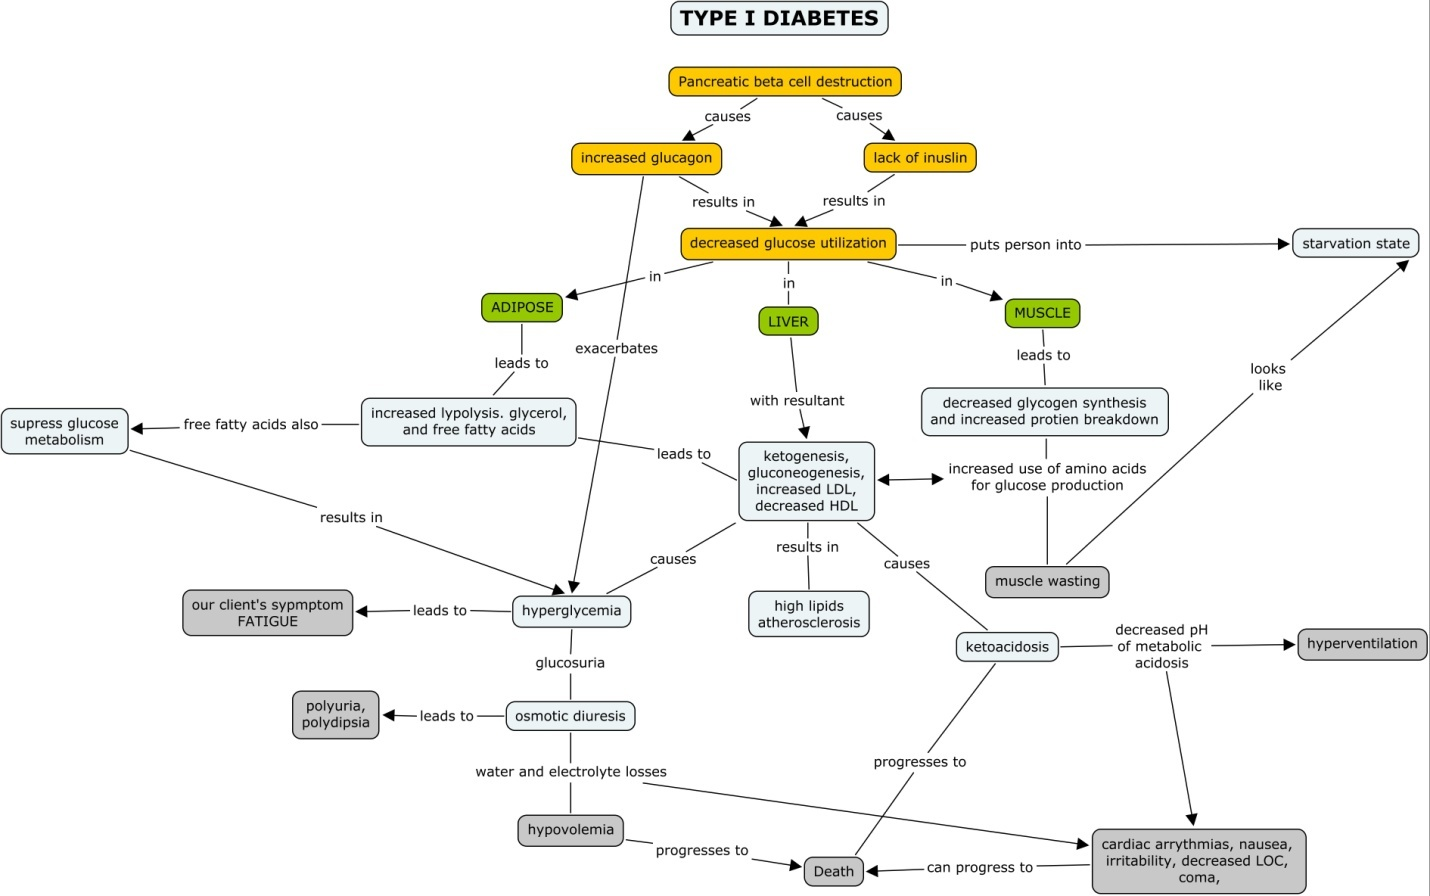 TYPE I DIABETES
Pancreatic beta cell destruction
causes
causes
increased glucagon
lack of inuslin
results in
results in
decreased glucose utilization
puts person into
starvation state
in
in
in
ADIPOSE
LIVER
MUSCLE
exacerbates
leads to
leads to
looks
like
with resultant
increased lypolysis. glycerol,
and free fatty acids
decreased glycogen synthesis
and increased protien breakdown
supress glucose
metabolism
free fatty acids also
leads to
ketogenesis,
gluconeogenesis,
increased LDL,
decreased HDL
increased use of amino acids
for glucose production
results in
causes
results in
causes
muscle wasting
our client's sypmptom
FATIGUE
leads to
hyperglycemia
high lipids
atherosclerosis
ketoacidosis
decreased pH
of metabolic
acidosis
hyperventilation
glucosuria
polyuria,
polydipsia
leads to
osmotic diuresis
water and electrolyte losses
progresses to
hypovolemia
progresses to
Death
can progress to
cardiac arrythmias, nausea,
irritability, decreased LOC,
coma,